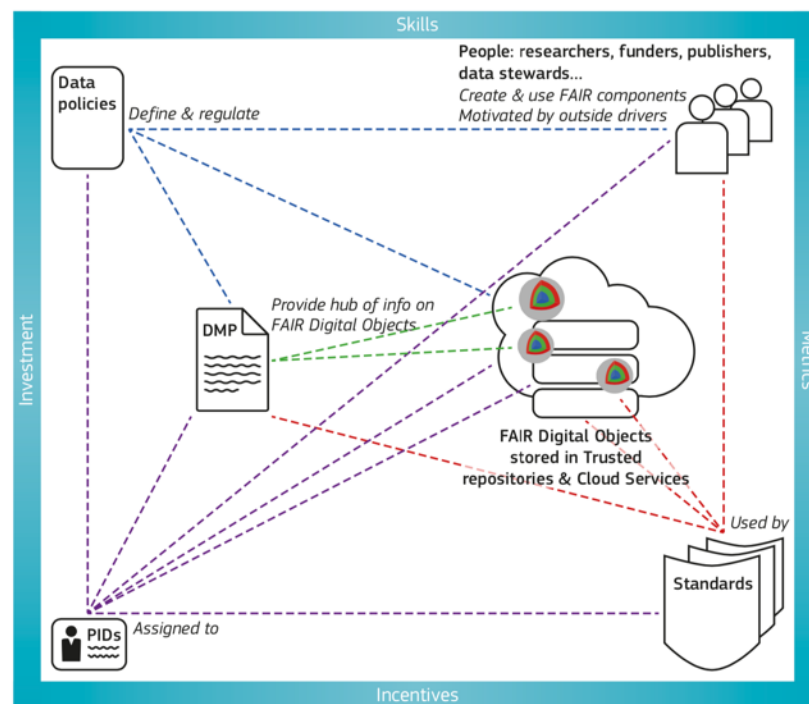 Skills
People: researchers, funders, publishers,
data stewards...
Create & use FAIR components
Motivated by outside drivers
Data
policies
Define & regulate
Investment
Metrics
Provide hub of info on
FAIR Digital Objects
DMP
FAIR Digital Objects
stored in Trusted
repositories & Cloud Services
Used by
Standards
PIDs
Assigned to
Incentives